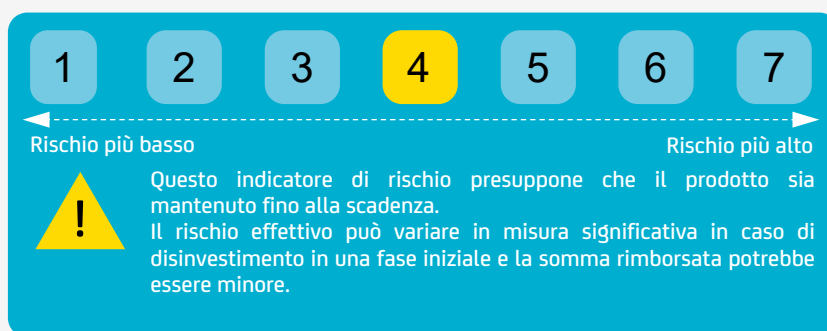 1 2 3 4 5 6 7
Rischio più basso Rischio più alto
!
Questo indicatore di rischio presuppone che il prodotto sia
mantenuto fino alla scadenza.
Il rischio effettivo può variare in misura significativa in caso di
disinvestimento in una fase iniziale e la somma rimborsata potrebbe
essere minore.